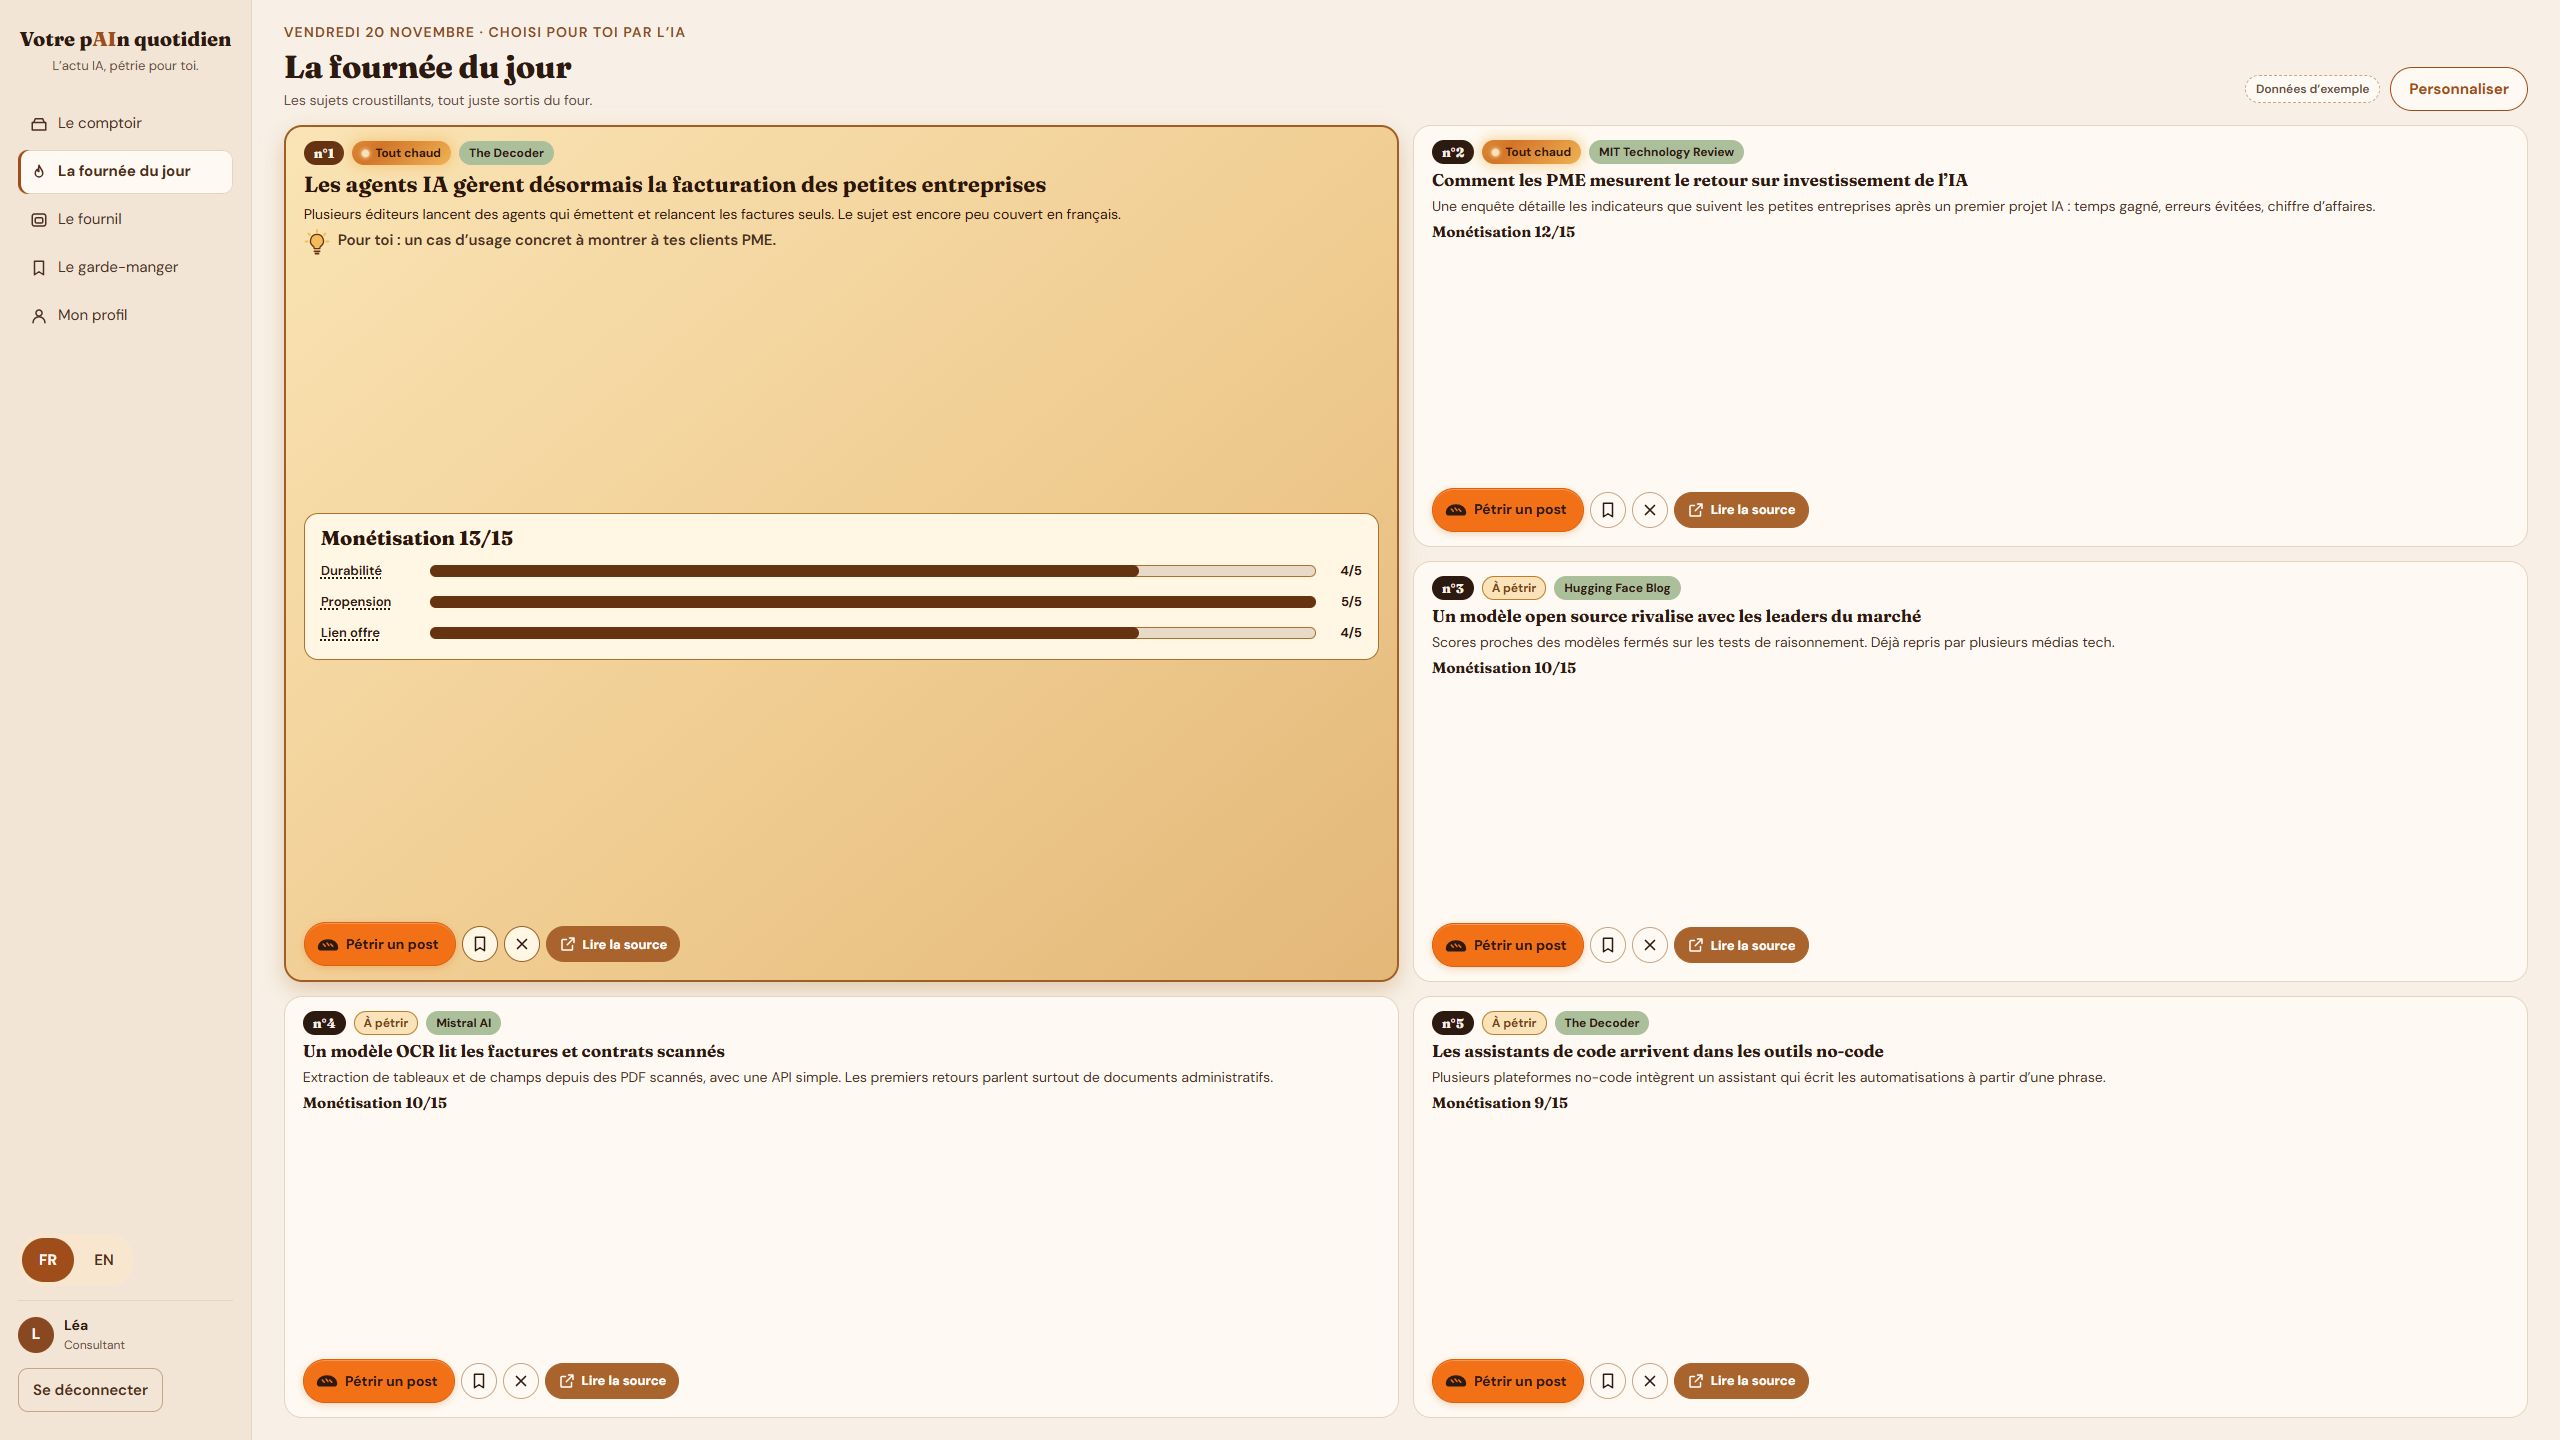 Votre pAIn quotidien
L’actu IA, pétrie pour toi.
Le comptoir
La fournée du jour
Le fournil
Le garde-manger
Mon profil
FR EN
L
Léa
Consultant
Se déconnecter
VENDREDI 20 NOVEMBRE · CHOISI POUR TOI PAR L’IA
La fournée du jour
Les sujets croustillants, tout juste sortis du four.
Données d’exemple
Personnaliser
n°1 Tout chaud The Decoder
Les agents IA gèrent désormais la facturation des petites entreprises
Plusieurs éditeurs lancent des agents qui émettent et relancent les factures seuls. Le sujet est encore peu couvert en français.
Pour toi : un cas d’usage concret à montrer à tes clients PME.
Monétisation 13/15
Durabilité 4/5
Propension 5/5
Lien offre 4/5
Pétrir un post Lire la source
n°2 Tout chaud MIT Technology Review
Comment les PME mesurent le retour sur investissement de l’IA
Une enquête détaille les indicateurs que suivent les petites entreprises après un premier projet IA : temps gagné, erreurs évitées, chiffre d’affaires.
Monétisation 12/15
Pétrir un post Lire la source
n°3 À pétrir Hugging Face Blog
Un modèle open source rivalise avec les leaders du marché
Scores proches des modèles fermés sur les tests de raisonnement. Déjà repris par plusieurs médias tech.
Monétisation 10/15
Pétrir un post Lire la source
n°4 À pétrir Mistral AI
Un modèle OCR lit les factures et contrats scannés
Extraction de tableaux et de champs depuis des PDF scannés, avec une API simple. Les premiers retours parlent surtout de documents administratifs.
Monétisation 10/15
Pétrir un post Lire la source
n°5 À pétrir The Decoder
Les assistants de code arrivent dans les outils no-code
Plusieurs plateformes no-code intègrent un assistant qui écrit les automatisations à partir d’une phrase.
Monétisation 9/15
Pétrir un post Lire la source